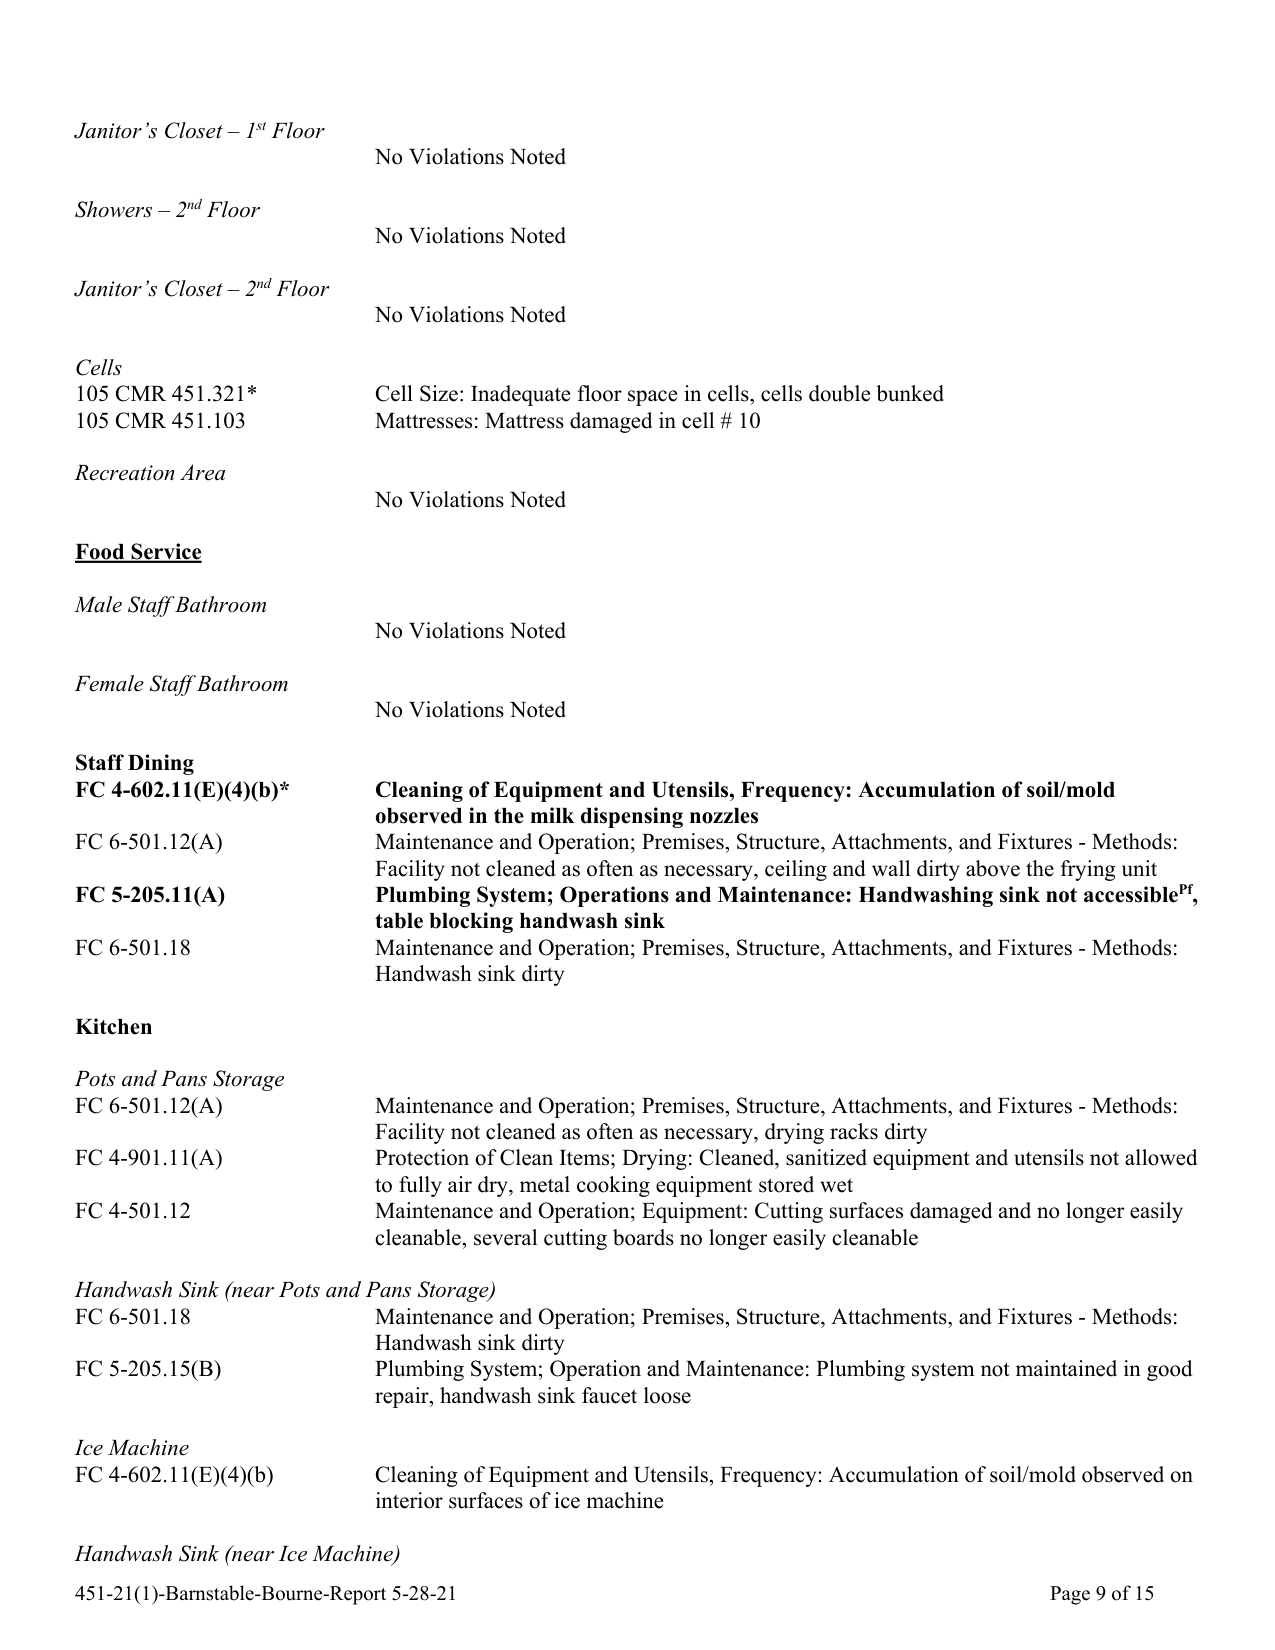 Janitor’s Closet – 1st Floor
No Violations Noted
Showers – 2nd Floor
No Violations Noted
Janitor’s Closet – 2nd Floor
No Violations Noted
Cells
105 CMR 451.321* Cell Size: Inadequate floor space in cells, cells double bunked
105 CMR 451.103 Mattresses: Mattress damaged in cell # 10
Recreation Area
No Violations Noted
Food Service
Male Staff Bathroom
No Violations Noted
Female Staff Bathroom
No Violations Noted
Staff Dining
FC 4-602.11(E)(4)(b)* Cleaning of Equipment and Utensils, Frequency: Accumulation of soil/mold
observed in the milk dispensing nozzles
FC 6-501.12(A) Maintenance and Operation; Premises, Structure, Attachments, and Fixtures - Methods:
Facility not cleaned as often as necessary, ceiling and wall dirty above the frying unit
FC 5-205.11(A) Plumbing System; Operations and Maintenance: Handwashing sink not accessiblePf,
table blocking handwash sink
FC 6-501.18 Maintenance and Operation; Premises, Structure, Attachments, and Fixtures - Methods:
Handwash sink dirty
Kitchen
Pots and Pans Storage
FC 6-501.12(A) Maintenance and Operation; Premises, Structure, Attachments, and Fixtures - Methods:
Facility not cleaned as often as necessary, drying racks dirty
FC 4-901.11(A) Protection of Clean Items; Drying: Cleaned, sanitized equipment and utensils not allowed
to fully air dry, metal cooking equipment stored wet
FC 4-501.12 Maintenance and Operation; Equipment: Cutting surfaces damaged and no longer easily
cleanable, several cutting boards no longer easily cleanable
Handwash Sink (near Pots and Pans Storage)
FC 6-501.18 Maintenance and Operation; Premises, Structure, Attachments, and Fixtures - Methods:
Handwash sink dirty
FC 5-205.15(B) Plumbing System; Operation and Maintenance: Plumbing system not maintained in good
repair, handwash sink faucet loose
Ice Machine
FC 4-602.11(E)(4)(b) Cleaning of Equipment and Utensils, Frequency: Accumulation of soil/mold observed on
interior surfaces of ice machine
Handwash Sink (near Ice Machine)
451-21(1)-Barnstable-Bourne-Report 5-28-21 Page 9 of 15